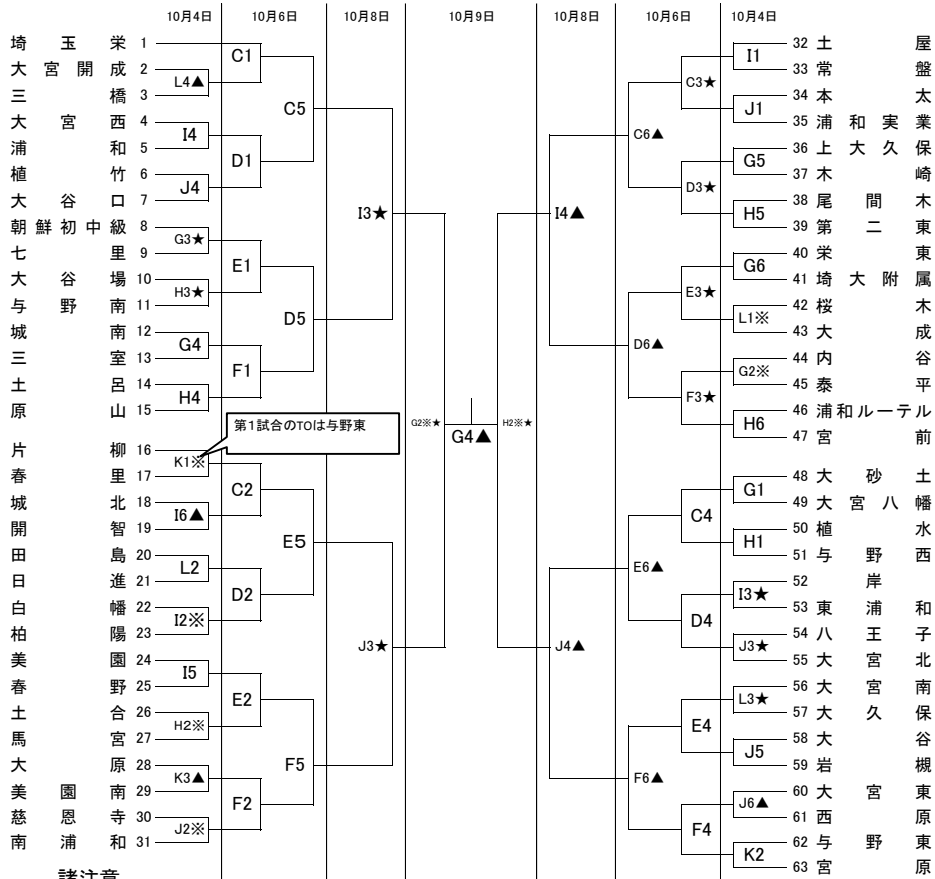 10月4日 10月6日 10月8日 10月9日 10月8日 10月6日 10月4日
埼玉栄 1
大宮開成 2
三橋 3
大宮西 4
浦和 5
植竹 6
大谷口 7
朝鮮初中級 8
七里 9
大谷場 10
与野南 11
城南 12
三室 13
土呂 14
原山 15
片柳 16
春里 17
城北 18
開智 19
田島 20
日進 21
白幡 22
柏陽 23
美園 24
春野 25
土合 26
馬宮 27
大原 28
美園南 29
慈恩寺 30
南浦和 31
L4▲
I4
J4
G3★
H3★
G4
H4
第1試合のTOは与野東
K1※
I6▲
L2
I2※
I5
H2※
K3▲
J2※
C1
D1
E1
F1
C2
D2
E2
F2
C5
D5
E5
F5
I3★
J3★
G2※★
G4▲
H2※★
I4▲
J4▲
C6▲
D6▲
E6▲
F6▲
C3★
D3★
E3★
F3★
C4
D4
E4
F4
I1
J1
G5
H5
G6
L1※
G2※
H6
G1
H1
I3★
J3★
L3★
J5
J6▲
K2
32 土屋
33 常盤
34 本太
35 浦和実業
36 上大久保
37 木崎
38 尾間木
39 第二東
40 栄東
41 埼大附属
42 桜木
43 大成
44 内谷
45 泰平
46 浦和ルーテル
47 宮前
48 大砂土
49 大宮八幡
50 植水
51 与野西
52 岸
53 東浦和
54 八王子
55 大宮北
56 大宮南
57 大久保
58 大谷
59 岩槻
60 大宮東
61 西原
62 与野東
63 宮原
諸注意